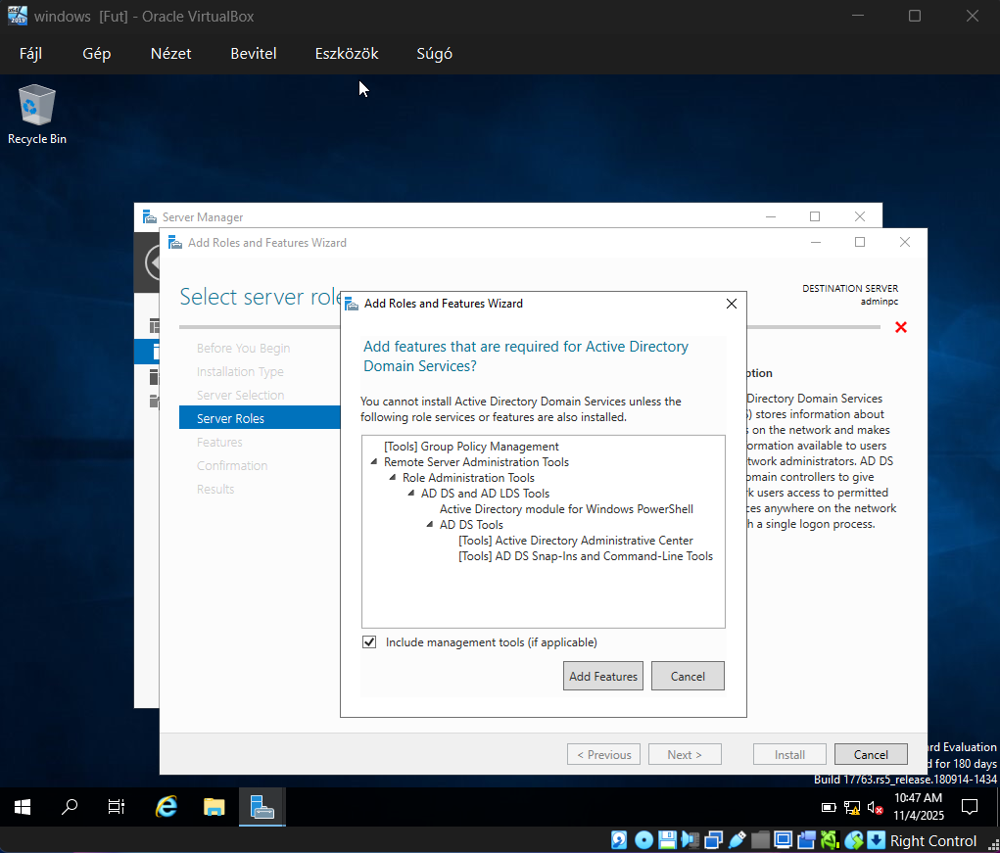 windows [Fut] - Oracle VirtualBox
Fájl Gép Nézet Bevitel Eszközök Súgó
Recycle Bin
Server Manager
Add Roles and Features Wizard
Select server role
DESTINATION SERVER
adminpc
Before You Begin
Installation Type
Server Selection
Server Roles
Features
Confirmation
Results
Add Roles and Features Wizard
Add features that are required for Active Directory
Domain Services?
You cannot install Active Directory Domain Services unless the
following role services or features are also installed.
[Tools] Group Policy Management
Remote Server Administration Tools
Role Administration Tools
AD DS and AD LDS Tools
Active Directory module for Windows PowerShell
AD DS Tools
[Tools] Active Directory Administrative Center
[Tools] AD DS Snap-Ins and Command-Line Tools
Include management tools (if applicable)
Add Features Cancel
ption
Directory Domain Services
) stores information about
on the network and makes
ormation available to users
twork administrators. AD DS
omain controllers to give
k users access to permitted
ces anywhere on the network
h a single logon process.
< Previous Next > Install Cancel
rd Evaluation
d for 180 days
Build 17763.rs5_release.180914-1434
10:47 AM
11/4/2025
Right Control